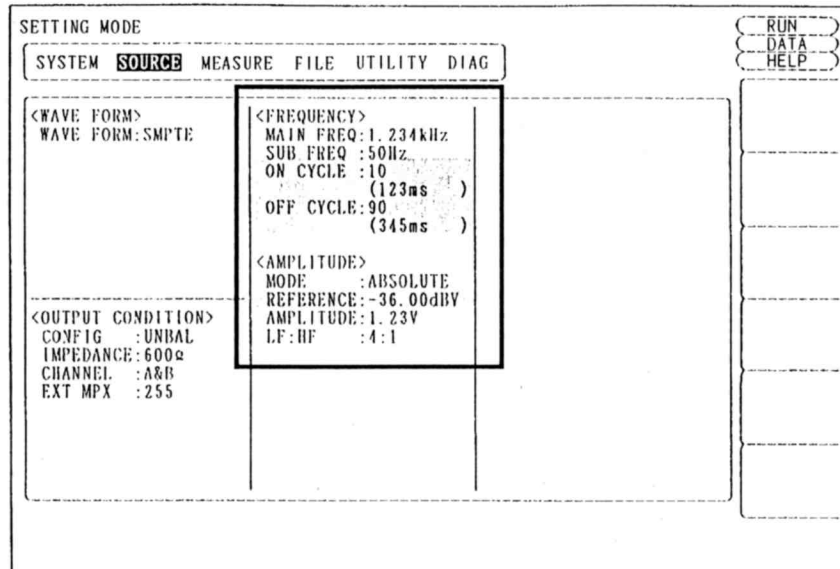 SETTING MODE
RUN
DATA
HELP
SYSTEM SOURCE MEASURE FILE UTILITY DIAG
<WAVE FORM>
WAVE FORM:SMPTE
<OUTPUT CONDITION>
CONFIG :UNBAL
IMPEDANCE:600Ω
CHANNEL :A&B
EXT MPX :255
<FREQUENCY>
MAIN FREQ:1.234kHz
SUB FREQ :50Hz
ON CYCLE :10
(123ms )
OFF CYCLE:90
(345ms )
<AMPLITUDE>
MODE :ABSOLUTE
REFERENCE:-36.00dBV
AMPLITUDE:1.23V
LF:HF :4:1